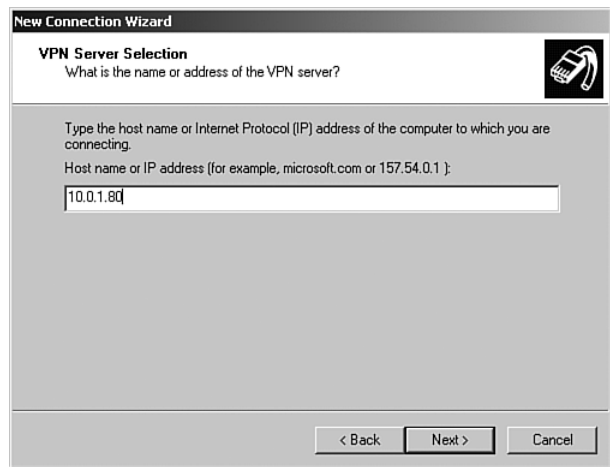 New Connection Wizard
VPN Server Selection
What is the name or address of the VPN server?
Type the host name or Internet Protocol (IP) address of the computer to which you are
connecting.
Host name or IP address (for example, microsoft.com or 157.54.0.1 ):
10.0.1.80
< Back
Next >
Cancel